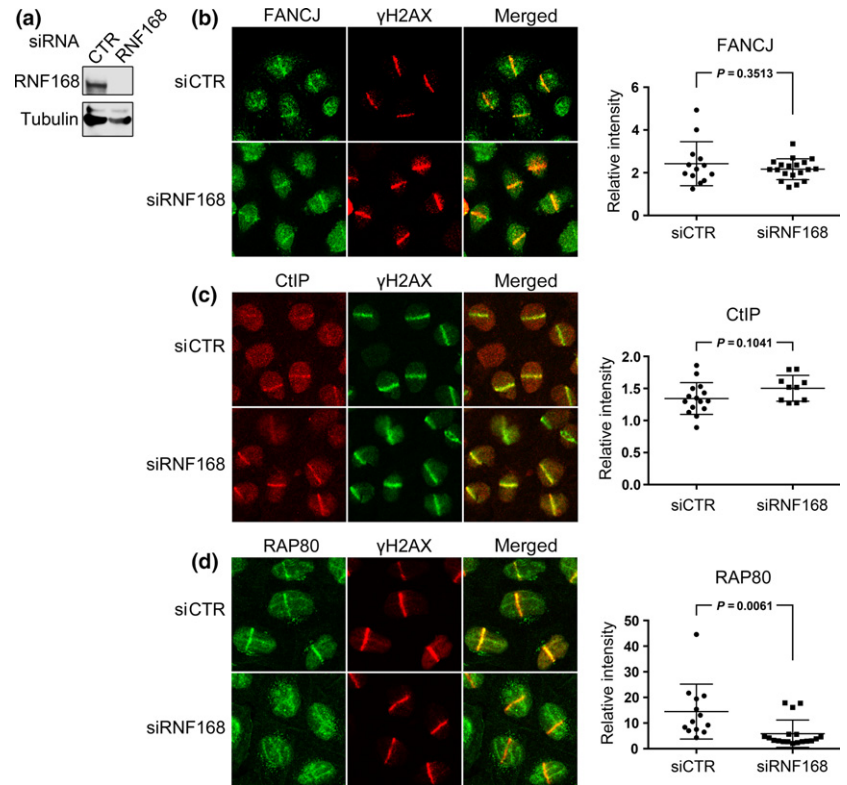 (a)
siRNA
CTR
RNF168
RNF168
Tubulin
(b)
FANCJ
γH2AX
Merged
siCTR
siRNF168
FANCJ
P = 0.3513
Relative intensity
6
4
2
0
siCTR
siRNF168
(c)
CtIP
γH2AX
Merged
siCTR
siRNF168
CtIP
P = 0.1041
Relative intensity
2.0
1.5
1.0
0.5
0.0
siCTR
siRNF168
(d)
RAP80
γH2AX
Merged
siCTR
siRNF168
RAP80
P = 0.0061
Relative intensity
50
40
30
20
10
0
siCTR
siRNF168